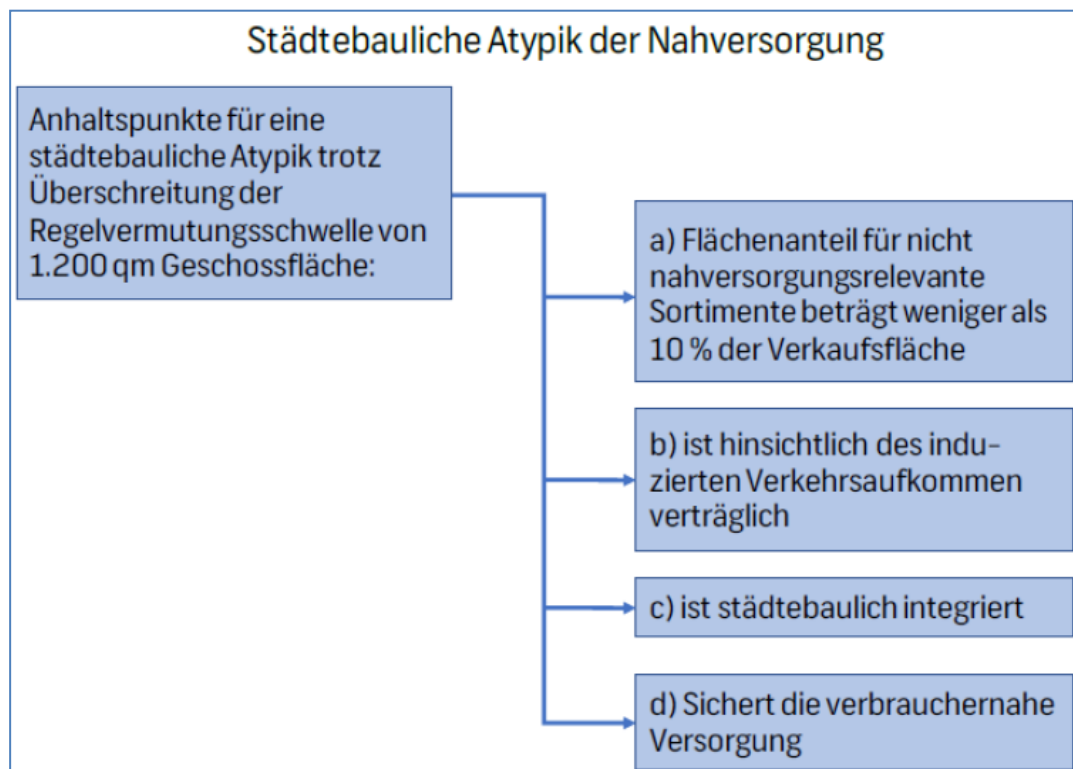 Städtebauliche Atypik der Nahversorgung
Anhaltspunkte für eine
städtebauliche Atypik trotz
Überschreitung der
Regelvermutungsschwelle von
1.200 qm Geschossfläche:
a) Flächenanteil für nicht
nahversorgungsrelevante
Sortimente beträgt weniger als
10 % der Verkaufsfläche
b) ist hinsichtlich des indu-
zierten Verkehrsaufkommen
verträglich
c) ist städtebaulich integriert
d) Sichert die verbrauchernahe
Versorgung